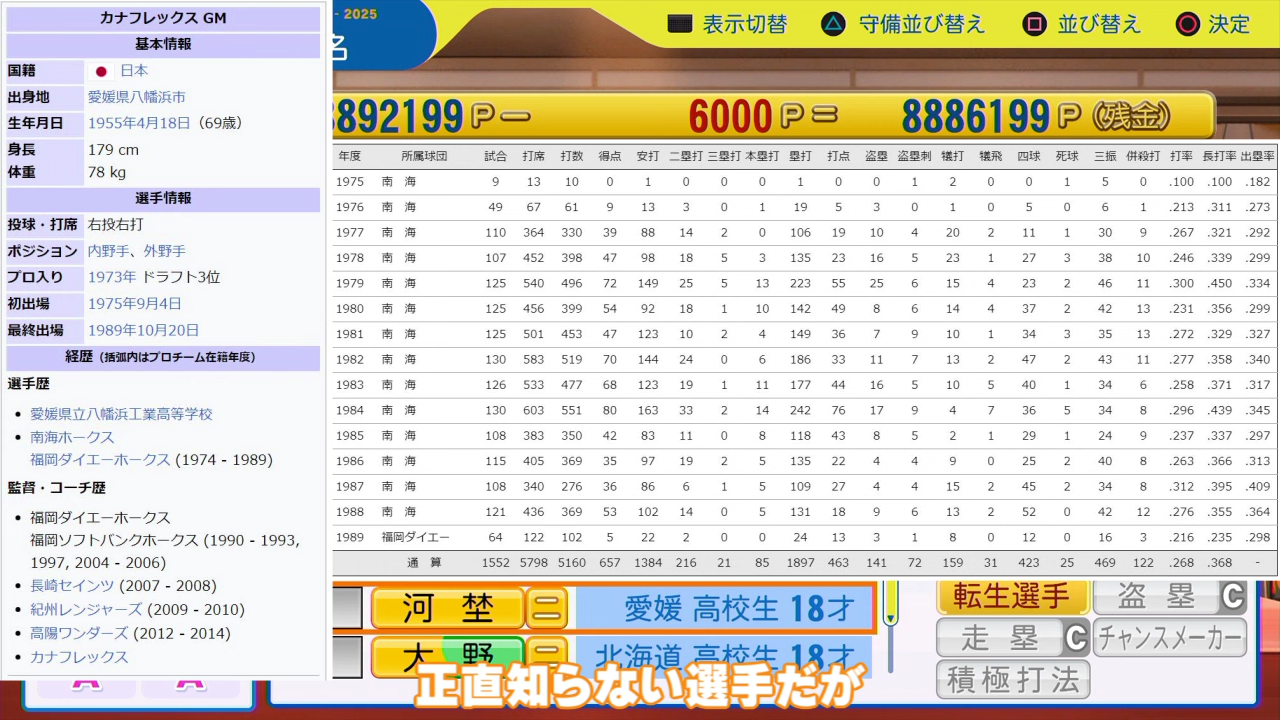 カナフレックス GM
基本情報
国籍 日本
出身地 愛媛県八幡浜市
生年月日 1955年4月18日（69歳）
身長 179 cm
体重 78 kg
選手情報
投球・打席 右投右打
ポジション 内野手、外野手
プロ入り 1973年 ドラフト3位
初出場 1975年9月4日
最終出場 1989年10月20日
経歴（括弧内はプロチーム在籍年度）
選手歴
愛媛県立八幡浜工業高等学校
南海ホークス
福岡ダイエーホークス (1974 - 1989)
監督・コーチ歴
福岡ダイエーホークス
福岡ソフトバンクホークス (1990 - 1993,
1997, 2004 - 2006)
長崎セインツ (2007 - 2008)
紀州レンジャーズ (2009 - 2010)
高陽ワンダーズ (2012 - 2014)
カナフレックス
- 2025
名
表示切替 守備並び替え 並び替え 決定
892199P− 6000P＝ 8886199P(残金)
年度 所属球団 試合 打席 打数 得点 安打 二塁打 三塁打 本塁打 塁打 打点 盗塁 盗塁刺 犠打 犠飛 四球 死球 三振 併殺打 打率 長打率 出塁率
1975 南 海 9 13 10 0 1 0 0 0 1 0 0 1 2 0 0 1 5 0 .100 .100 .182
1976 南 海 49 67 61 9 13 3 0 1 19 5 3 0 1 0 5 0 6 1 .213 .311 .273
1977 南 海 110 364 330 39 88 14 2 0 106 19 10 4 20 2 11 1 30 9 .267 .321 .292
1978 南 海 107 452 398 47 98 18 5 3 135 23 16 5 23 1 27 3 38 10 .246 .339 .299
1979 南 海 125 540 496 72 149 25 5 13 223 55 25 6 15 4 23 2 46 11 .300 .450 .334
1980 南 海 125 456 399 54 92 18 1 10 142 49 8 6 14 4 37 2 42 13 .231 .356 .299
1981 南 海 125 501 453 47 123 10 2 4 149 36 7 9 10 1 34 3 35 13 .272 .329 .327
1982 南 海 130 583 519 70 144 24 0 6 186 33 11 7 13 2 47 2 43 11 .277 .358 .340
1983 南 海 126 533 477 68 123 19 1 11 177 44 16 5 10 5 40 1 34 6 .258 .371 .317
1984 南 海 130 603 551 80 163 33 2 14 242 76 17 9 4 7 36 5 34 8 .296 .439 .345
1985 南 海 108 383 350 42 83 11 0 8 118 43 8 5 2 1 29 1 24 9 .237 .337 .297
1986 南 海 115 405 369 35 97 19 2 5 135 22 4 4 9 0 25 2 40 8 .263 .366 .313
1987 南 海 108 340 276 36 86 6 1 5 109 27 4 4 15 2 45 2 34 8 .312 .395 .409
1988 南 海 121 436 369 53 102 14 0 5 131 18 9 6 13 2 52 0 42 12 .276 .355 .364
1989 福岡ダイエー 64 122 102 5 22 2 0 0 24 13 3 1 8 0 12 0 16 3 .216 .235 .298
通 算 1552 5798 5160 657 1384 216 21 85 1897 463 141 72 159 31 423 25 469 122 .268 .368 -
河 埜 二 愛媛 高校生 18才
大 野 二 北海道 高校生 18才
転生選手 盗 塁 C
走 塁 C チャンスメーカー
積極打法
正直知らない選手だが